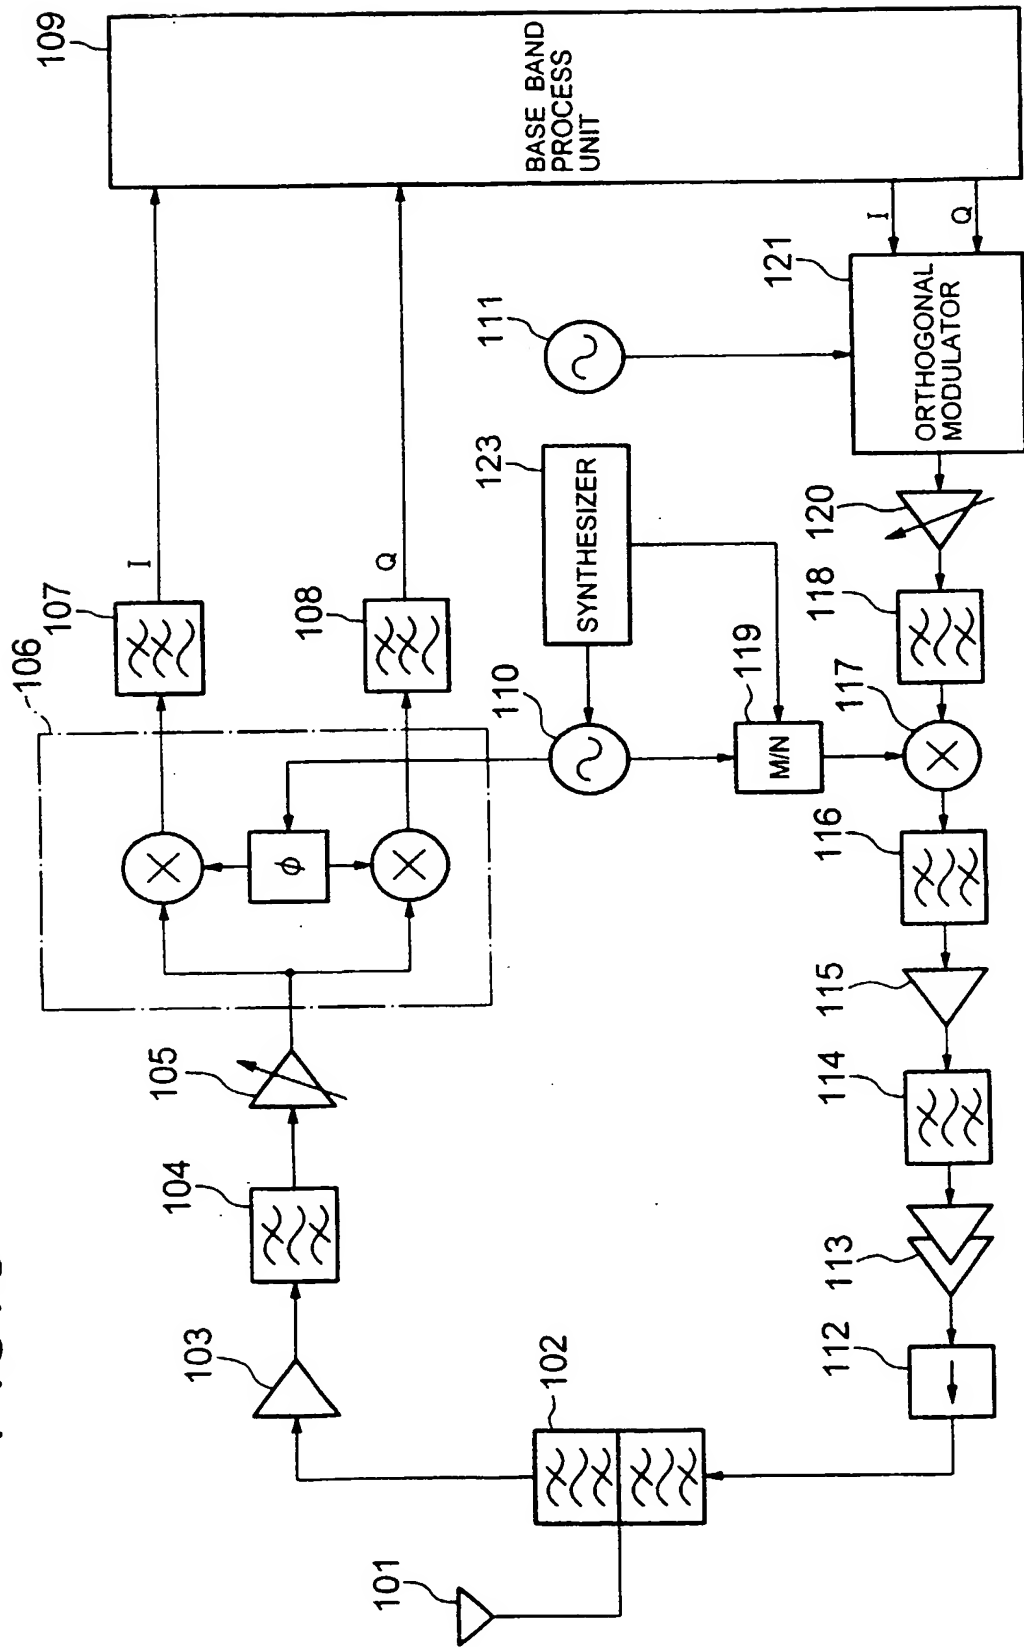 109
BASE BAND
PROCESS
UNIT
I
Q
I
Q
107
108
106
111
121
ORTHOGONAL
MODULATOR
123
SYNTHESIZER
120
118
110
119
M/N
117
ϕ
116
105
115
104
114
103
113
102
112
101